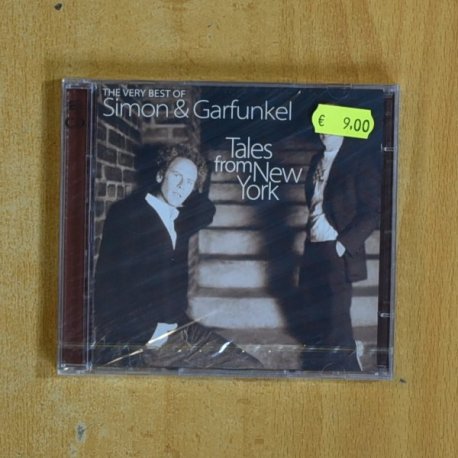 THE VERY BEST OF
Simon & Garfunkel
€ 9.00
Tales
from New
York